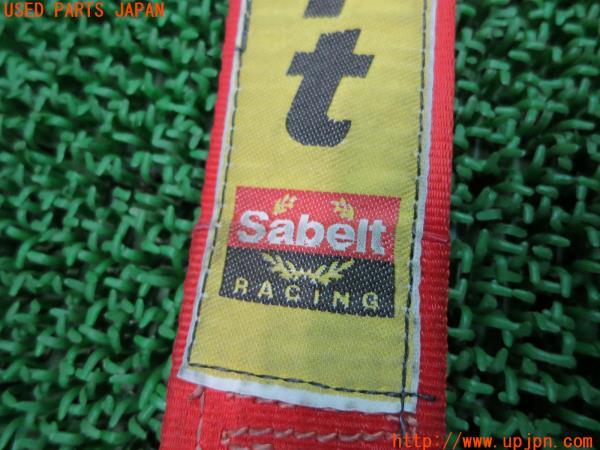 USED PARTS JAPAN
t
Sabelt
RACING
http://www.upjpn.com/